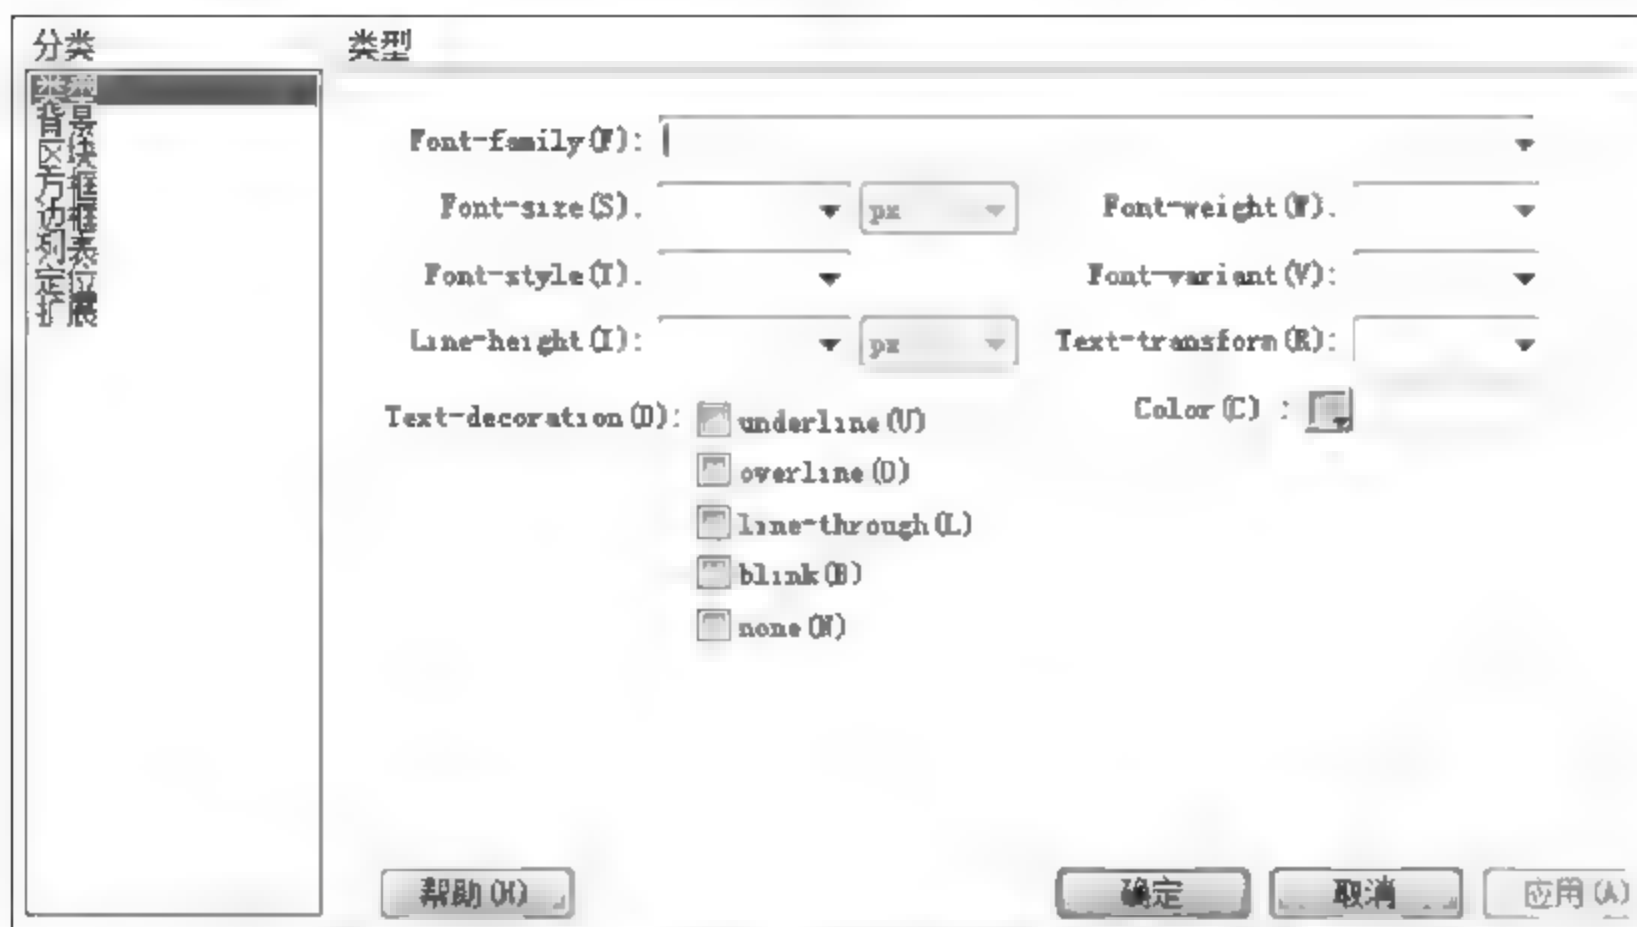 分类
类型
类型
背景
区块
方框
边框
列表
定位
扩展
Font-family(F):
Font-size(S): px Font-weight(W):
Font-style(T): Font-variant(V):
Line-height(I): px Text-transform(R):
Text-decoration(D): underline(U) Color(C) :
overline(O)
line-through(L)
blink(B)
none(N)
帮助(H) 确定 取消 应用(A)